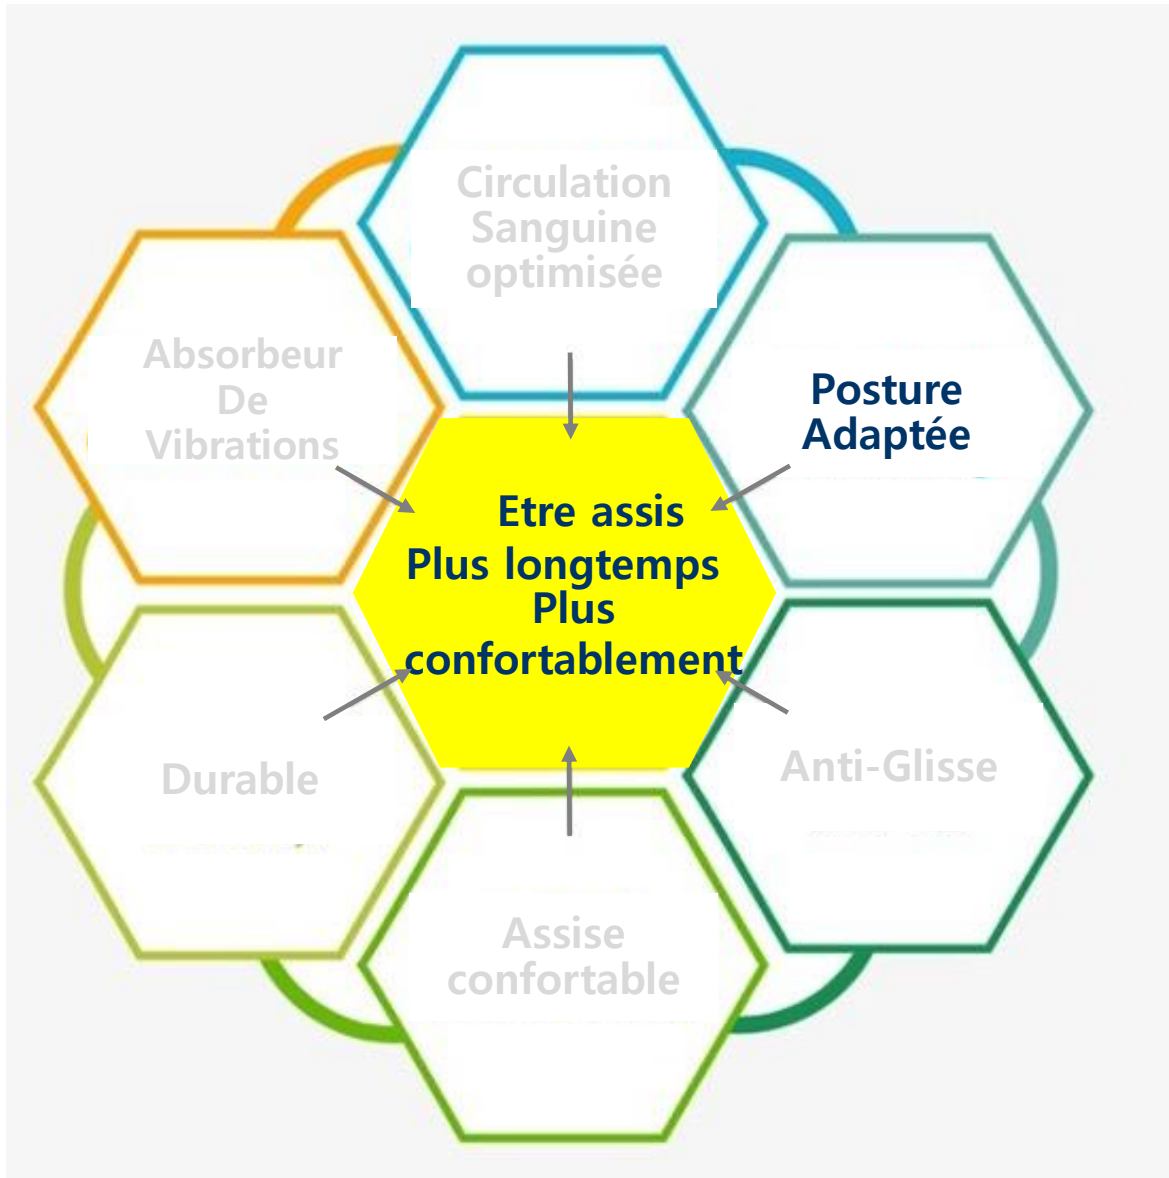 Circulation
Sanguine
optimisée
Absorbeur
De
Vibrations
Posture
Adaptée
Etre assis
Plus longtemps
Plus
confortablement
Durable
Anti-Glisse
Assise
confortable